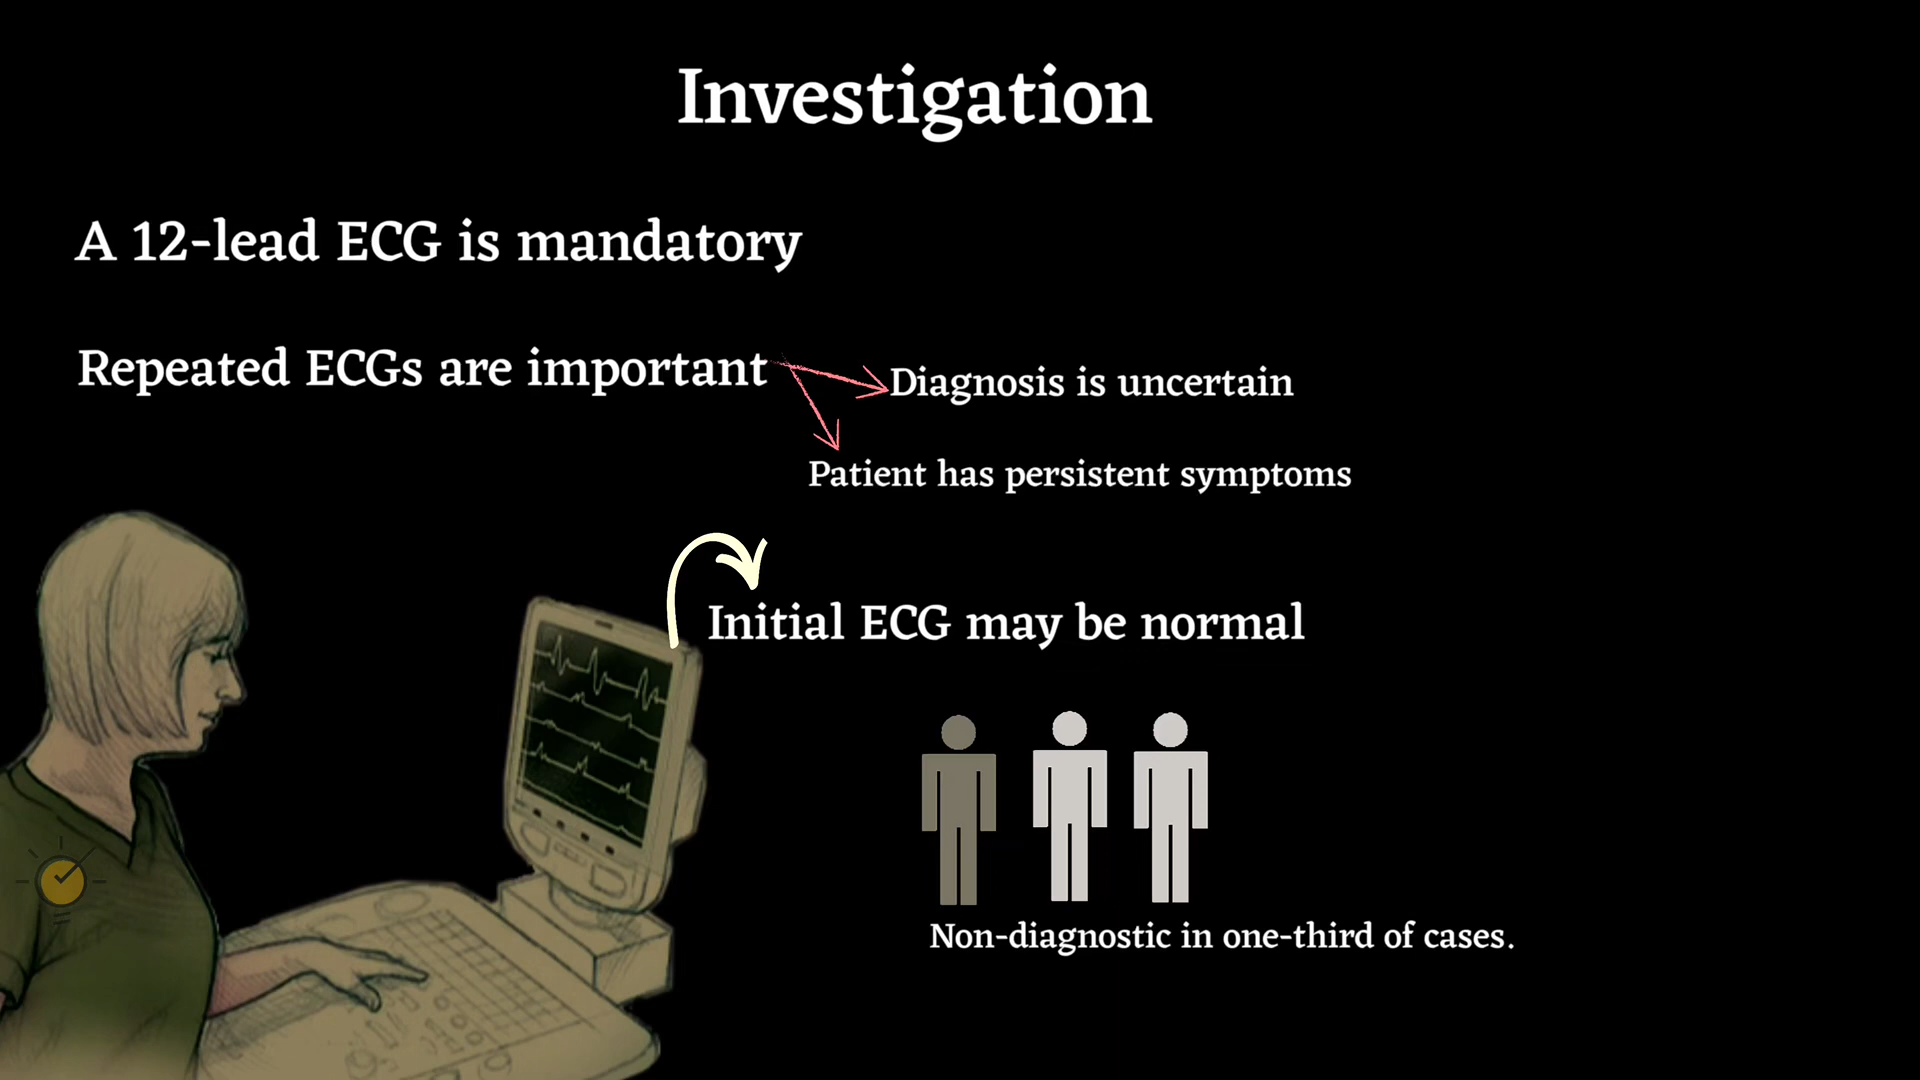 Investigation
A 12-lead ECG is mandatory
Repeated ECGs are important
Diagnosis is uncertain
Patient has persistent symptoms
Initial ECG may be normal
Non-diagnostic in one-third of cases.